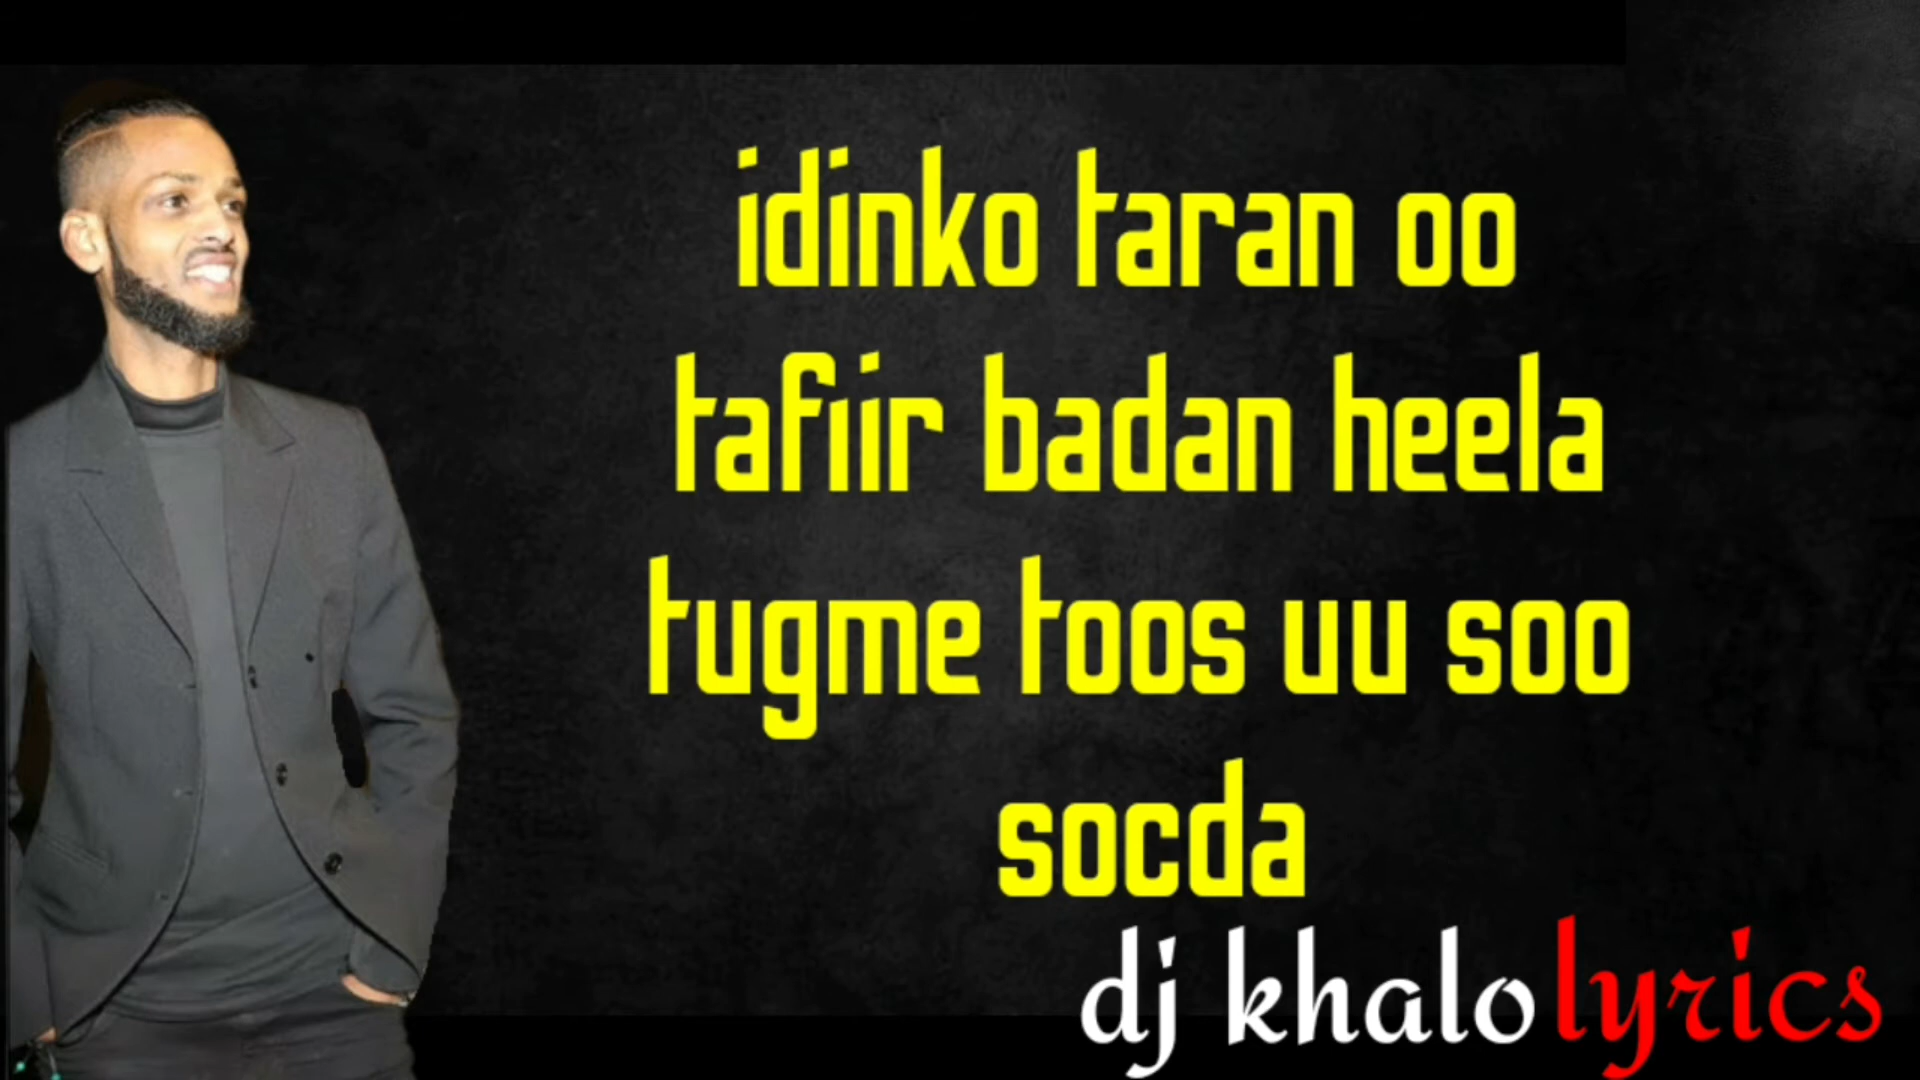 idinko taran oo
tafiir badan heela
tugme toos uu soo
socda
dj khalo lyrics